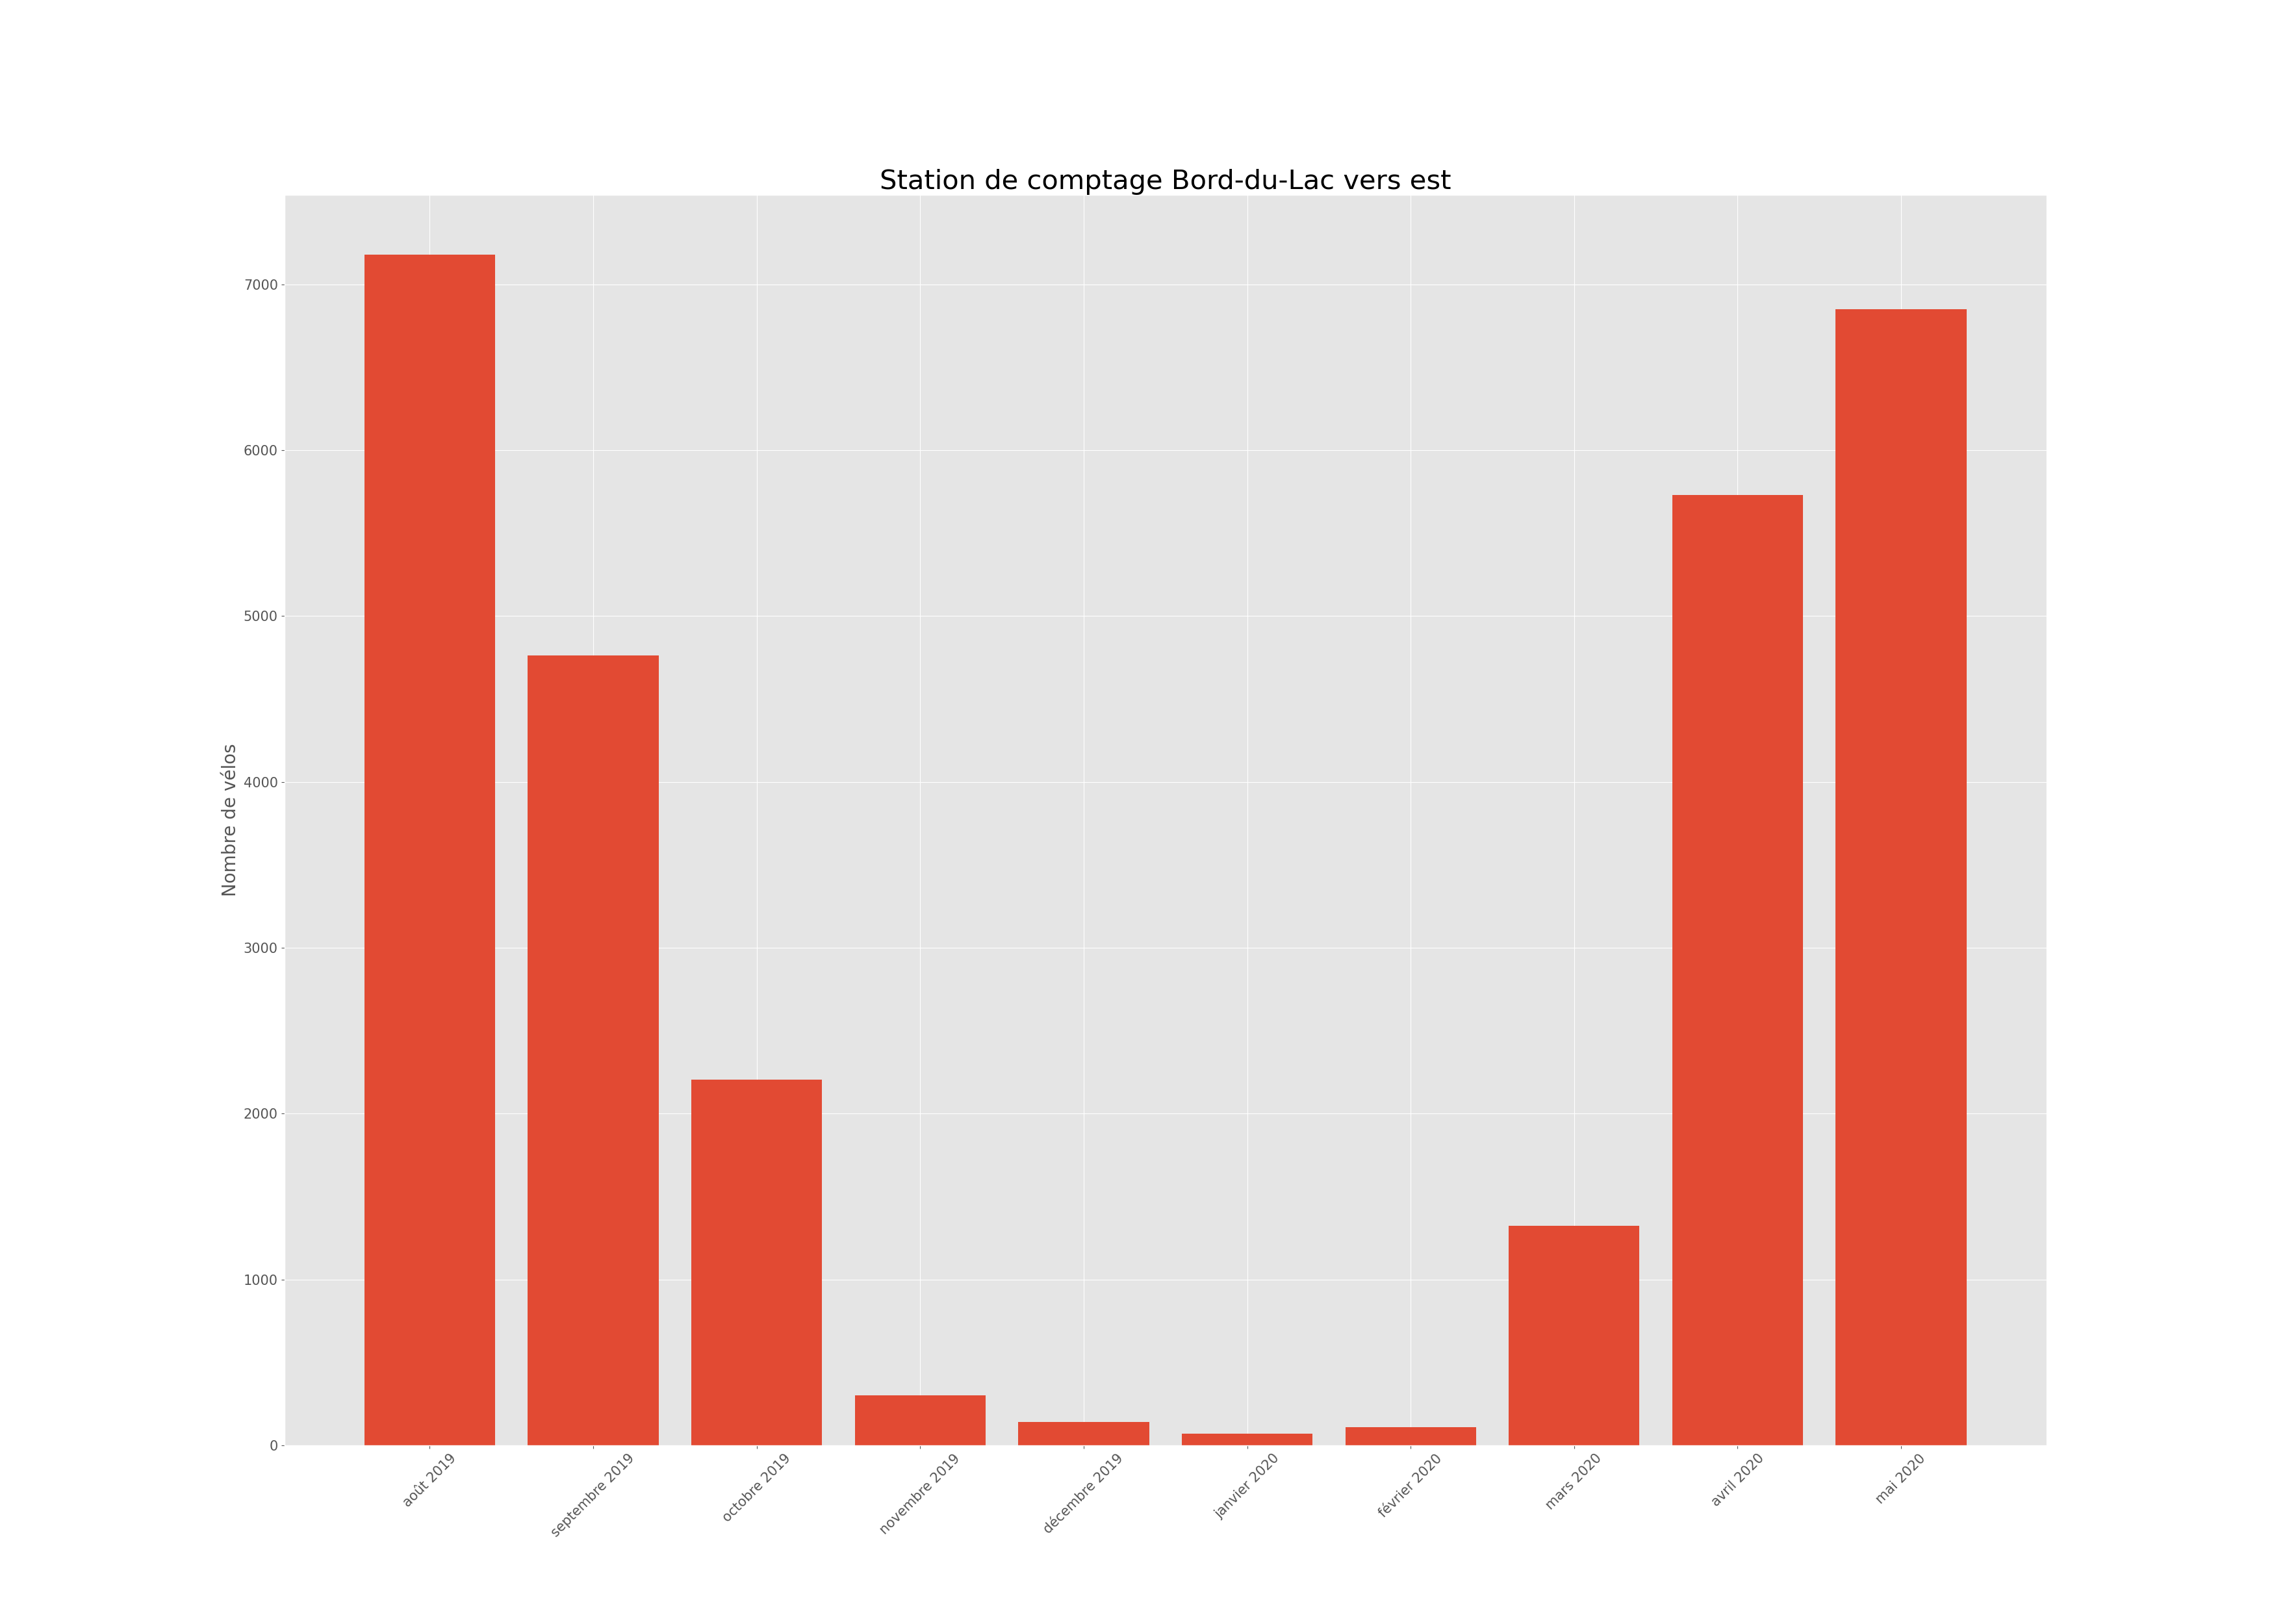 Station de comptage Bord-du-Lac vers est
Nombre de vélos
7000
6000
5000
4000
3000
2000
1000
0
août 2019
septembre 2019
octobre 2019
novembre 2019
décembre 2019
janvier 2020
février 2020
mars 2020
avril 2020
mai 2020